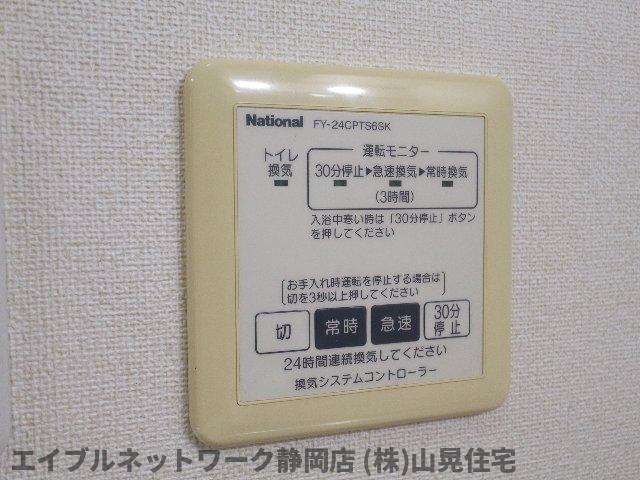 National FY-24CPTS6SK
トイレ
換気
運転モニター
30分停止▶急速換気▶常時換気
(3時間)
入浴中寒い時は「30分停止」ボタン
を押してください
お手入れ時運転を停止する場合は
切を3秒以上押してください
切 常時 急速 30分停止
24時間連続換気してください
換気システムコントローラー
エイブルネットワーク静岡店 (株)山晃住宅